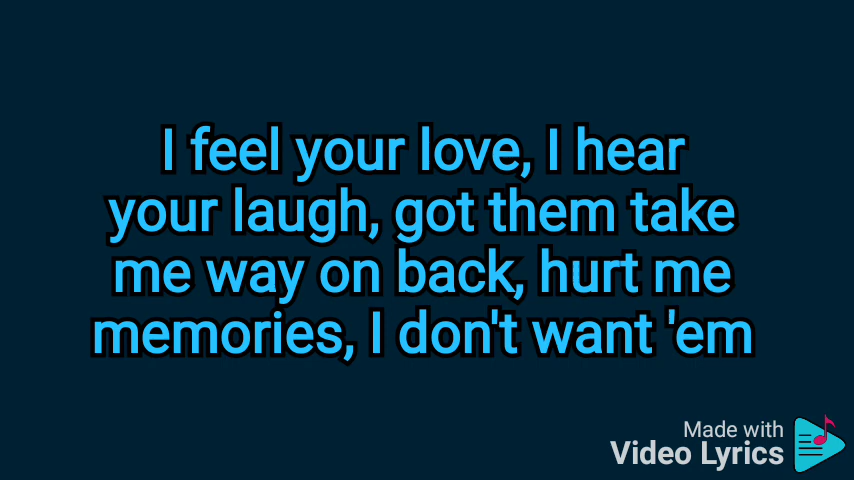 I feel your love, I hear
your laugh, got them take
me way on back, hurt me
memories, I don't want 'em
Made with
Video Lyrics